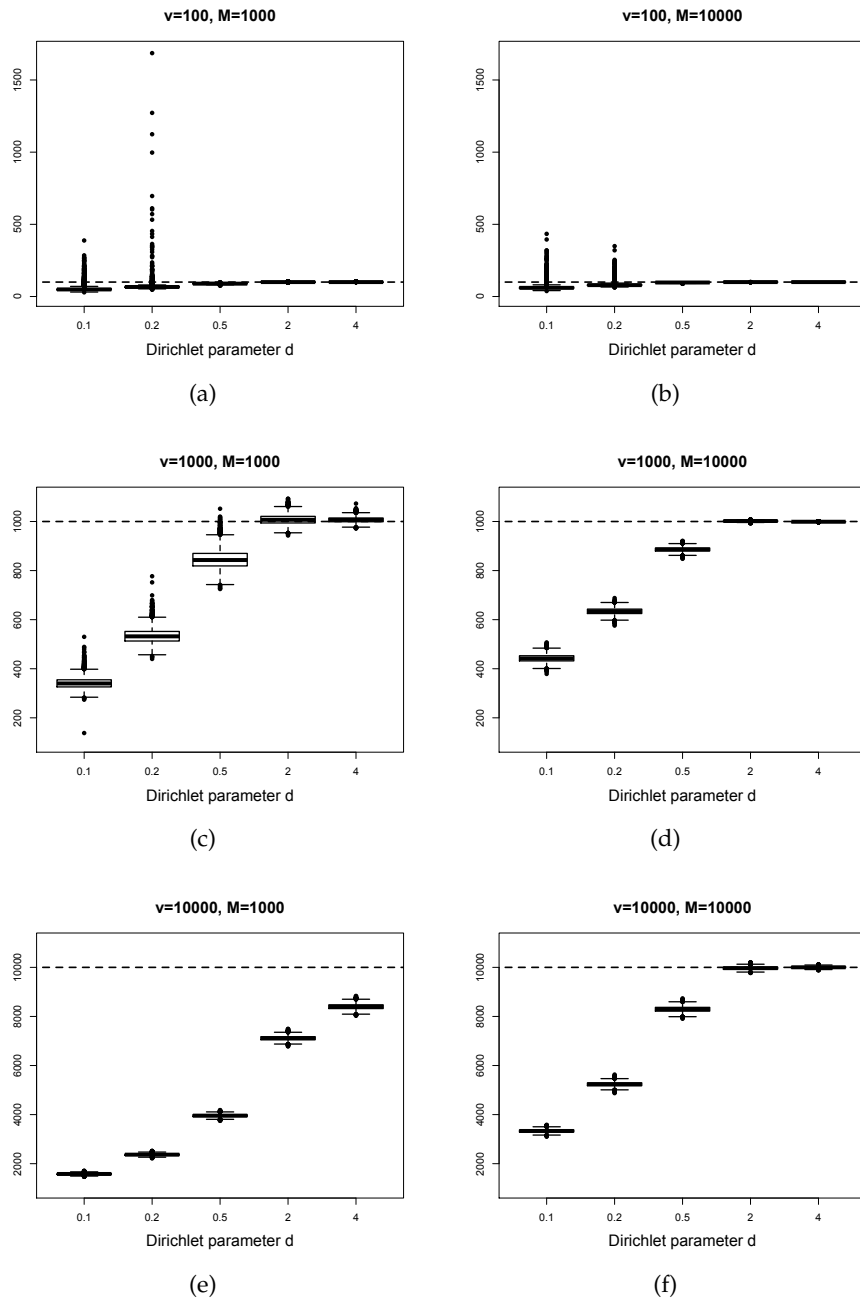 v=100, M=1000
1500
1000
500
0
0.1 0.2 0.5 2 4
Dirichlet parameter d
(a)
v=100, M=10000
1500
1000
500
0
0.1 0.2 0.5 2 4
Dirichlet parameter d
(b)
v=1000, M=1000
1000
800
600
400
200
0.1 0.2 0.5 2 4
Dirichlet parameter d
(c)
v=1000, M=10000
1000
800
600
400
200
0.1 0.2 0.5 2 4
Dirichlet parameter d
(d)
v=10000, M=1000
10000
8000
6000
4000
2000
0.1 0.2 0.5 2 4
Dirichlet parameter d
(e)
v=10000, M=10000
10000
8000
6000
4000
2000
0.1 0.2 0.5 2 4
Dirichlet parameter d
(f)